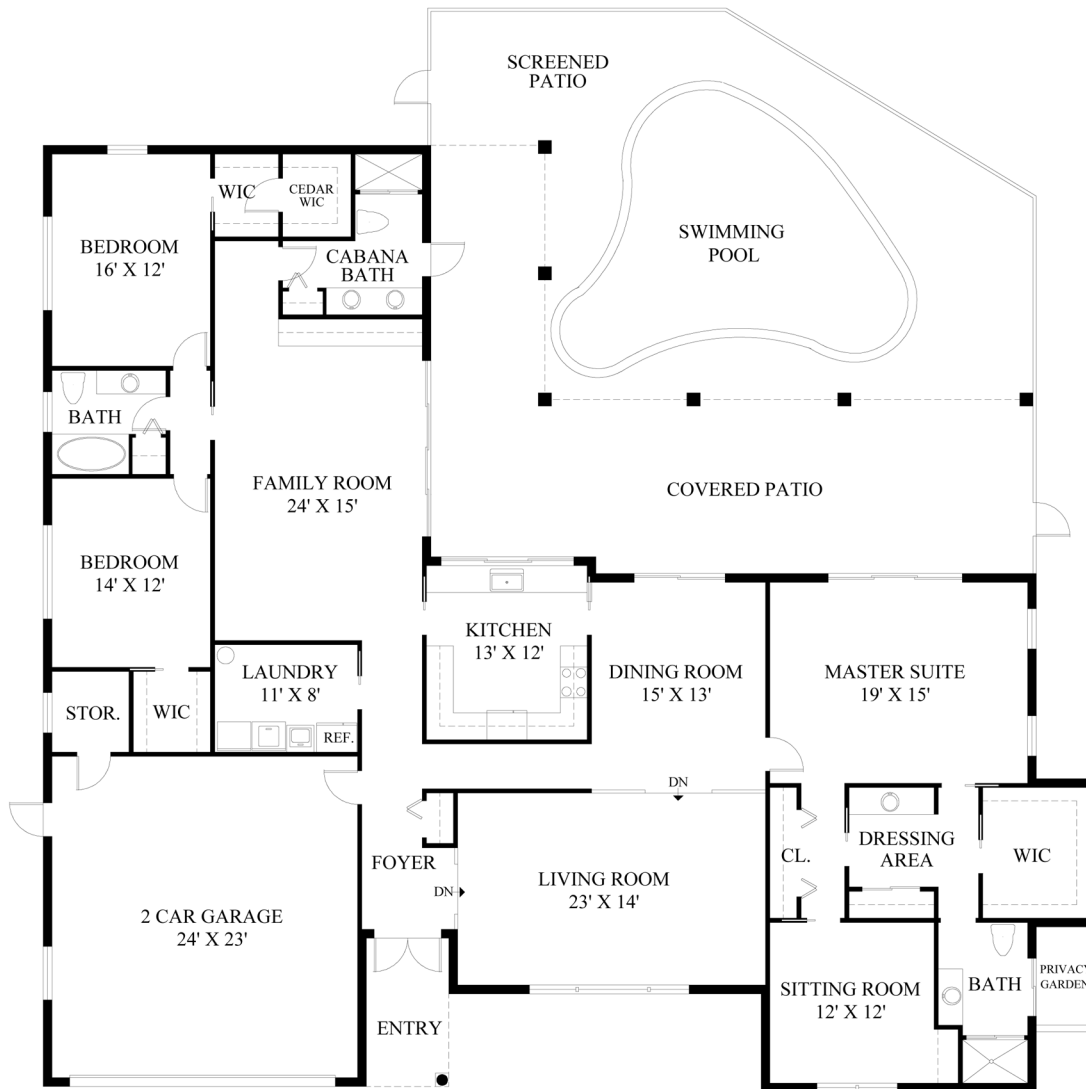 SCREENED
PATIO
SWIMMING
POOL
WIC
CEDAR
WIC
BEDROOM
16' X 12'
CABANA
BATH
BATH
FAMILY ROOM
24' X 15'
COVERED PATIO
BEDROOM
14' X 12'
KITCHEN
13' X 12'
LAUNDRY
11' X 8'
REF.
DINING ROOM
15' X 13'
MASTER SUITE
19' X 15'
STOR.
WIC
DN
FOYER
DN
CL.
DRESSING
AREA
WIC
LIVING ROOM
23' X 14'
2 CAR GARAGE
24' X 23'
ENTRY
SITTING ROOM
12' X 12'
BATH
PRIVACY
GARDEN